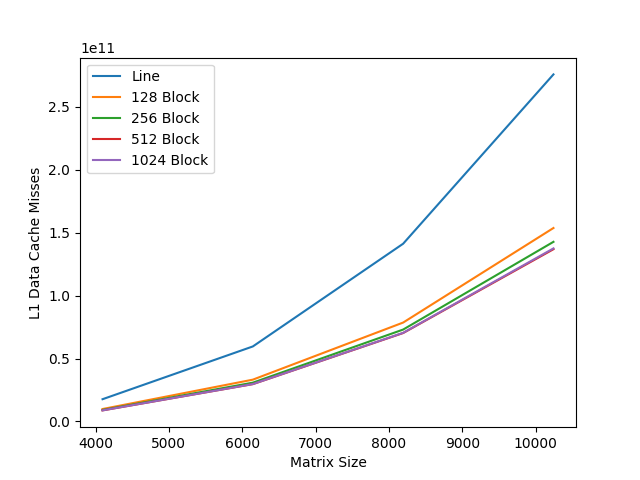 1e11
Line
128 Block
256 Block
512 Block
1024 Block
2.5
2.0
1.5
1.0
0.5
0.0
L1 Data Cache Misses
4000 5000 6000 7000 8000 9000 10000
Matrix Size